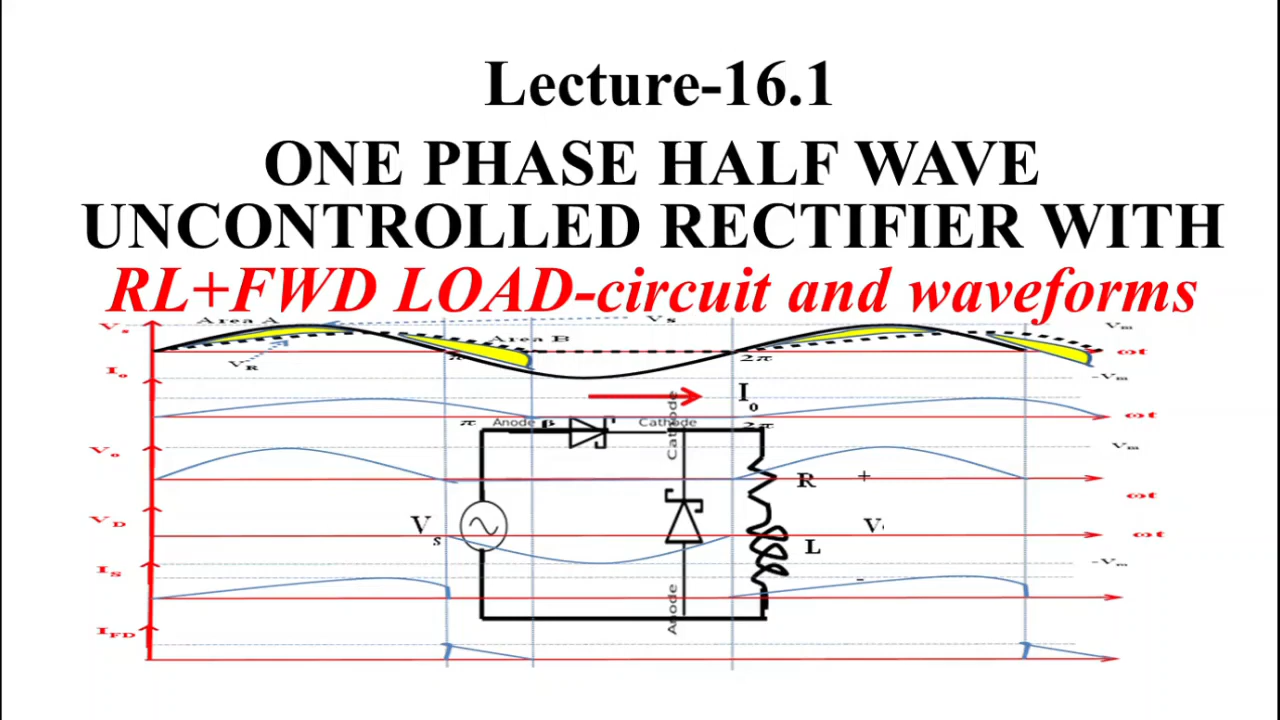 Lecture-16.1
ONE PHASE HALF WAVE
UNCONTROLLED RECTIFIER WITH
RL+FWD LOAD-circuit and waveforms
Area A
Vs
Vs
Vm
Area B
π
2π
ωt
VR
Io
-Vm
Io
ωt
π
Anode
β
Cathode
Cathode
2π
Vo
Vm
R
+
ωt
VD
Vs
V
L
ωt
Is
-Vm
-
Anode
IFD